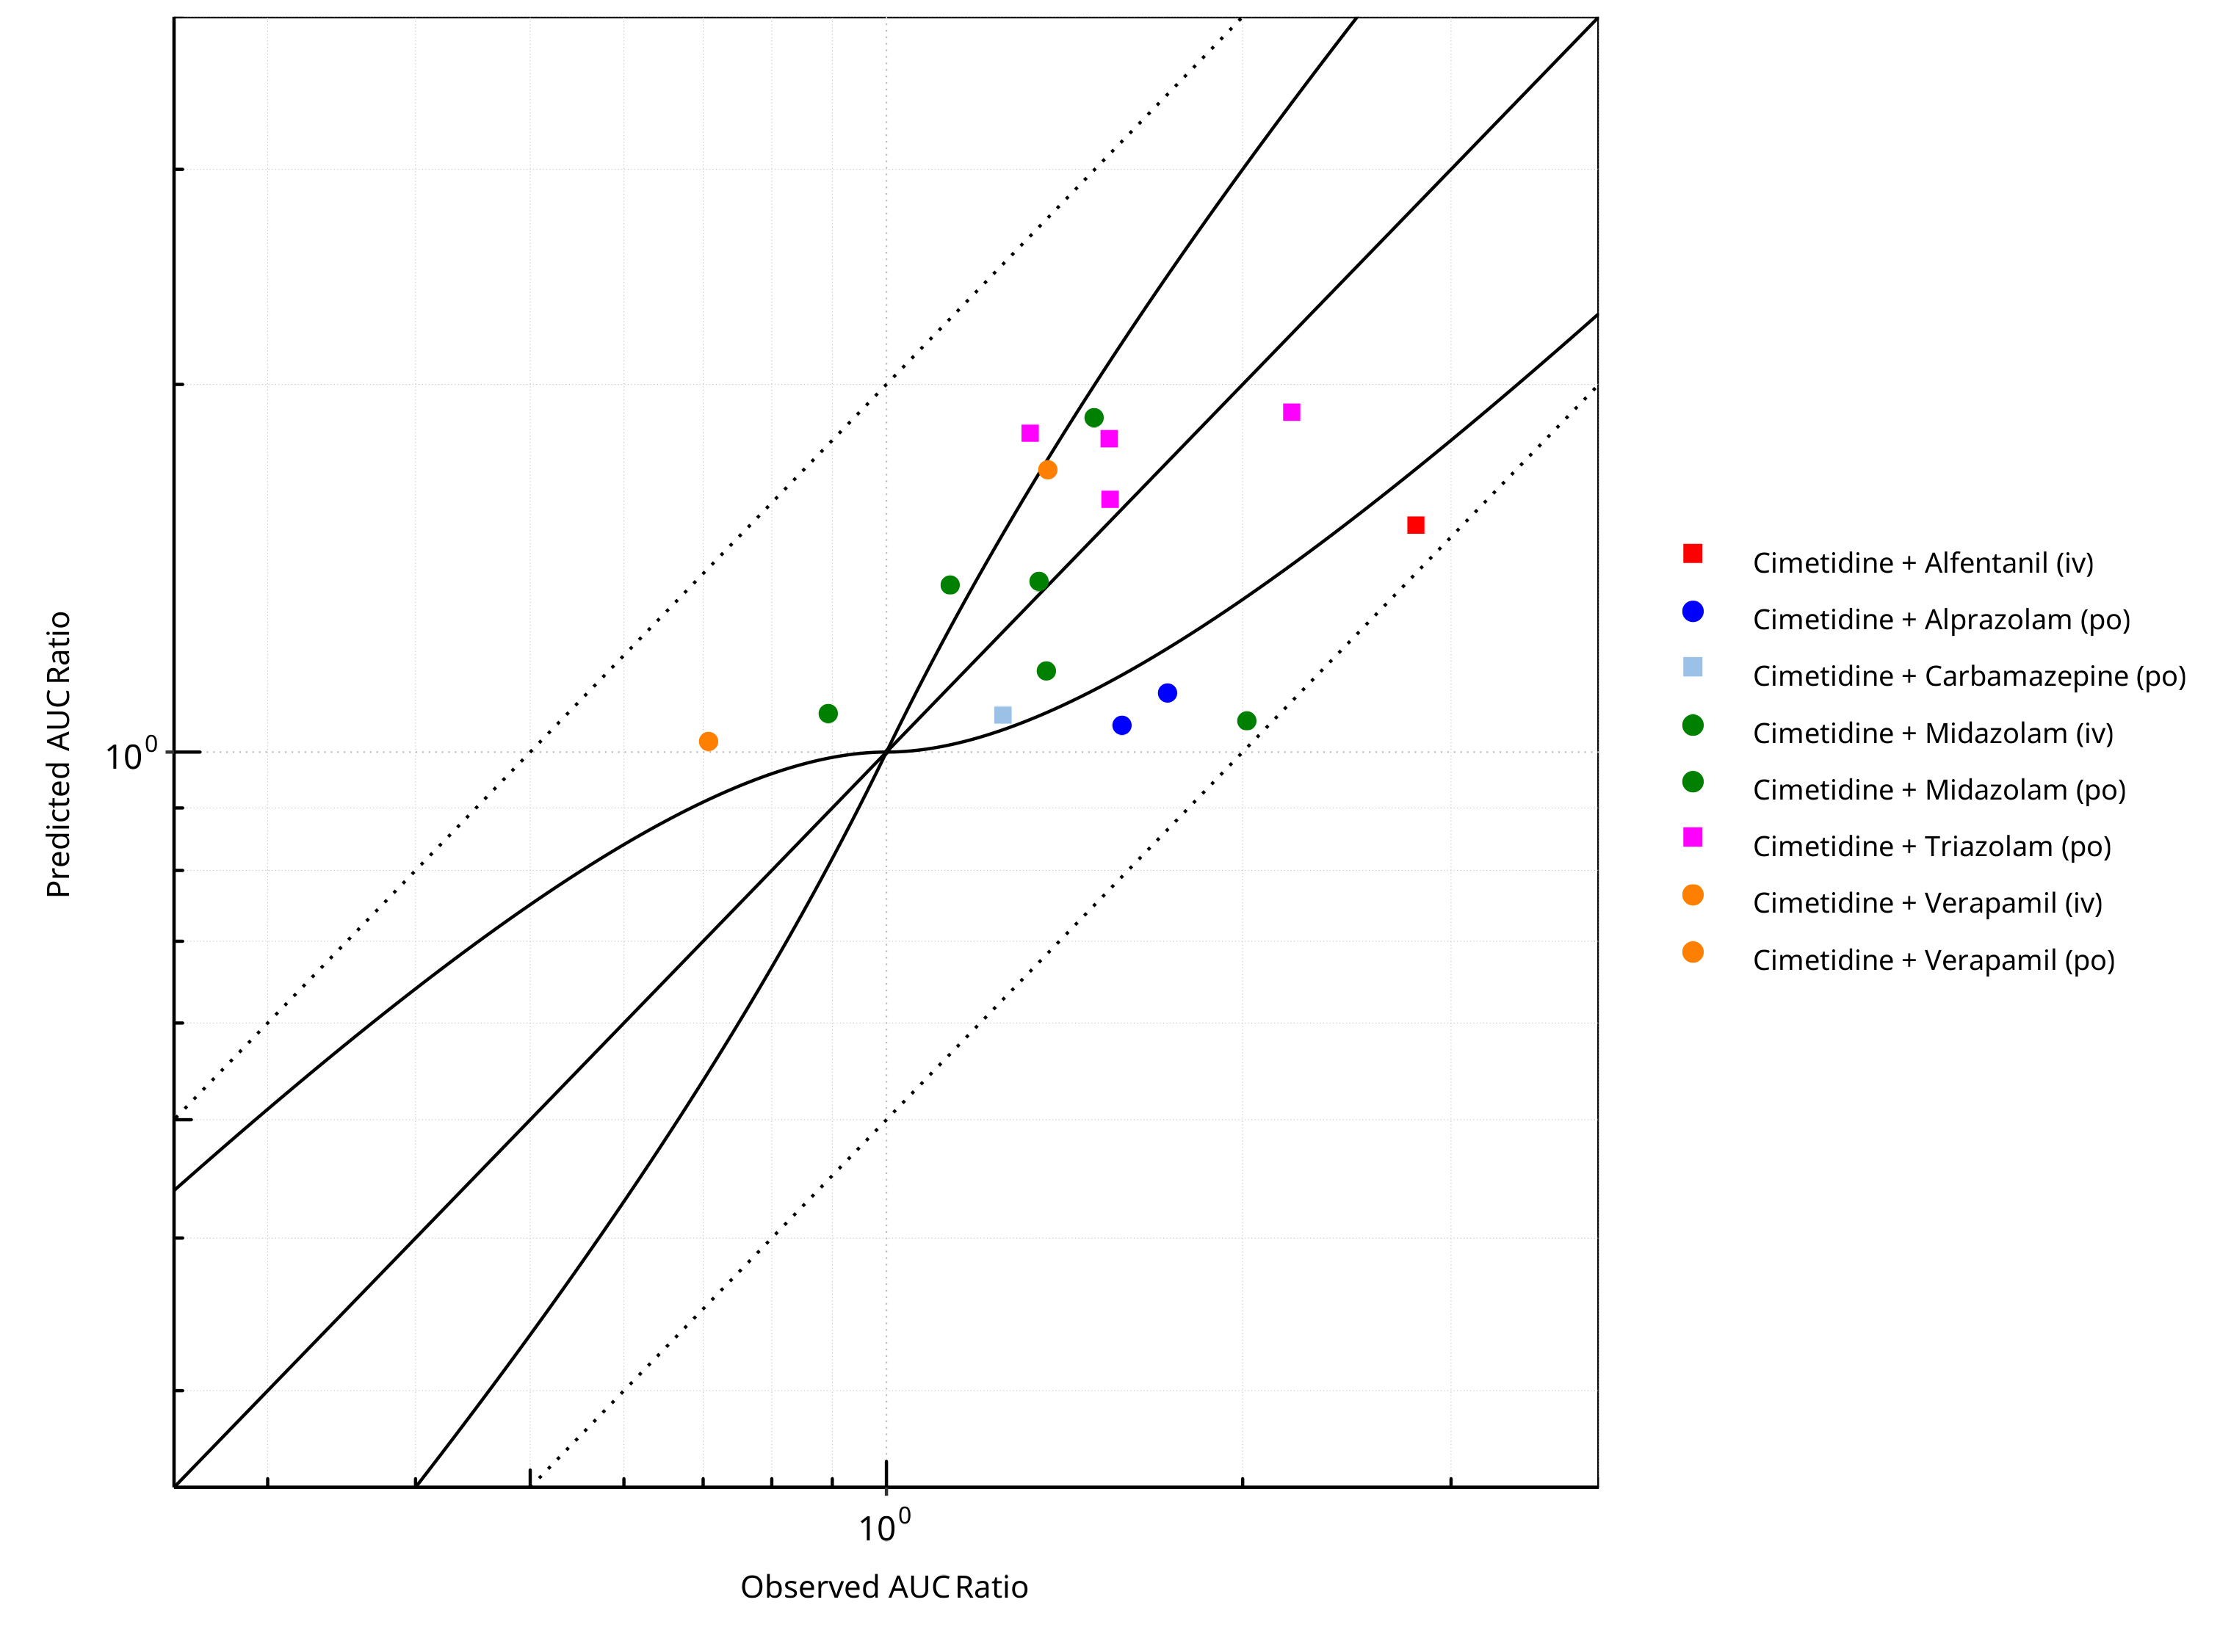 Predicted AUC Ratio
10^0
10^0
Observed AUC Ratio
Cimetidine + Alfentanil (iv)
Cimetidine + Alprazolam (po)
Cimetidine + Carbamazepine (po)
Cimetidine + Midazolam (iv)
Cimetidine + Midazolam (po)
Cimetidine + Triazolam (po)
Cimetidine + Verapamil (iv)
Cimetidine + Verapamil (po)